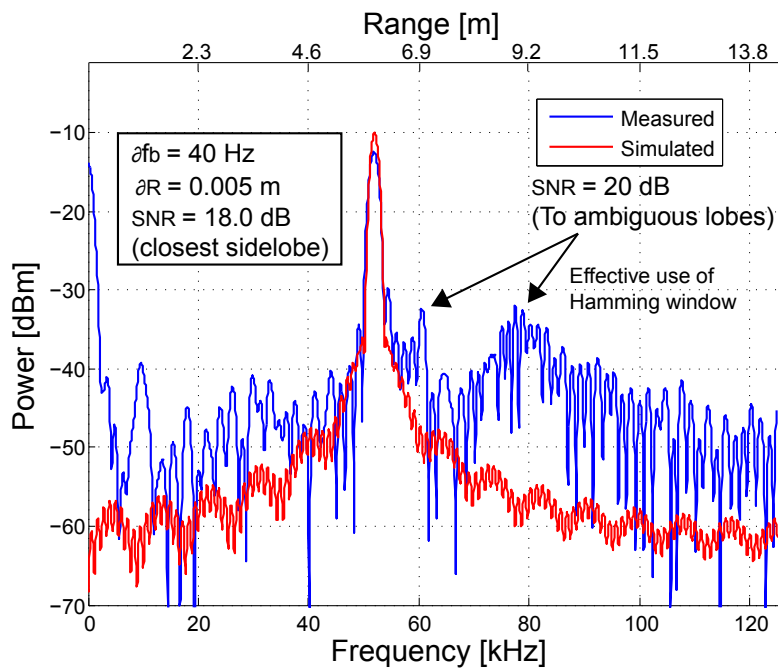 Range [m]
2.3 4.6 6.9 9.2 11.5 13.8
Measured
Simulated
∂fb = 40 Hz
∂R = 0.005 m
SNR = 18.0 dB
(closest sidelobe)
SNR = 20 dB
(To ambiguous lobes)
Effective use of
Hamming window
Power [dBm]
−10
−20
−30
−40
−50
−60
−70
0 20 40 60 80 100 120
Frequency [kHz]